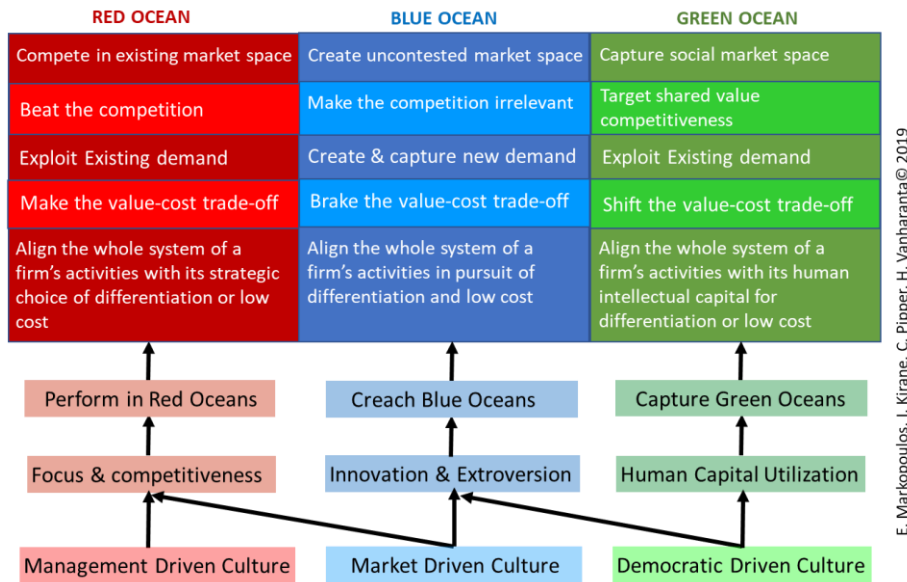 RED OCEAN
BLUE OCEAN
GREEN OCEAN
Compete in existing market space
Create uncontested market space
Capture social market space
Beat the competition
Make the competition irrelevant
Target shared value
competitiveness
Exploit Existing demand
Create & capture new demand
Exploit Existing demand
Make the value-cost trade-off
Brake the value-cost trade-off
Shift the value-cost trade-off
Align the whole system of a
firm's activities with its strategic
choice of differentiation or low
cost
Align the whole system of a
firm's activities in pursuit of
differentiation and low cost
Align the whole system of a
firm's activities with its human
intellectual capital for
differentiation or low cost
Perform in Red Oceans
Creach Blue Oceans
Capture Green Oceans
Focus & competitiveness
Innovation & Extroversion
Human Capital Utilization
Management Driven Culture
Market Driven Culture
Democratic Driven Culture
E. Markopoulos, I. Kirane, C. Pipper, H. Vanharanta© 2019